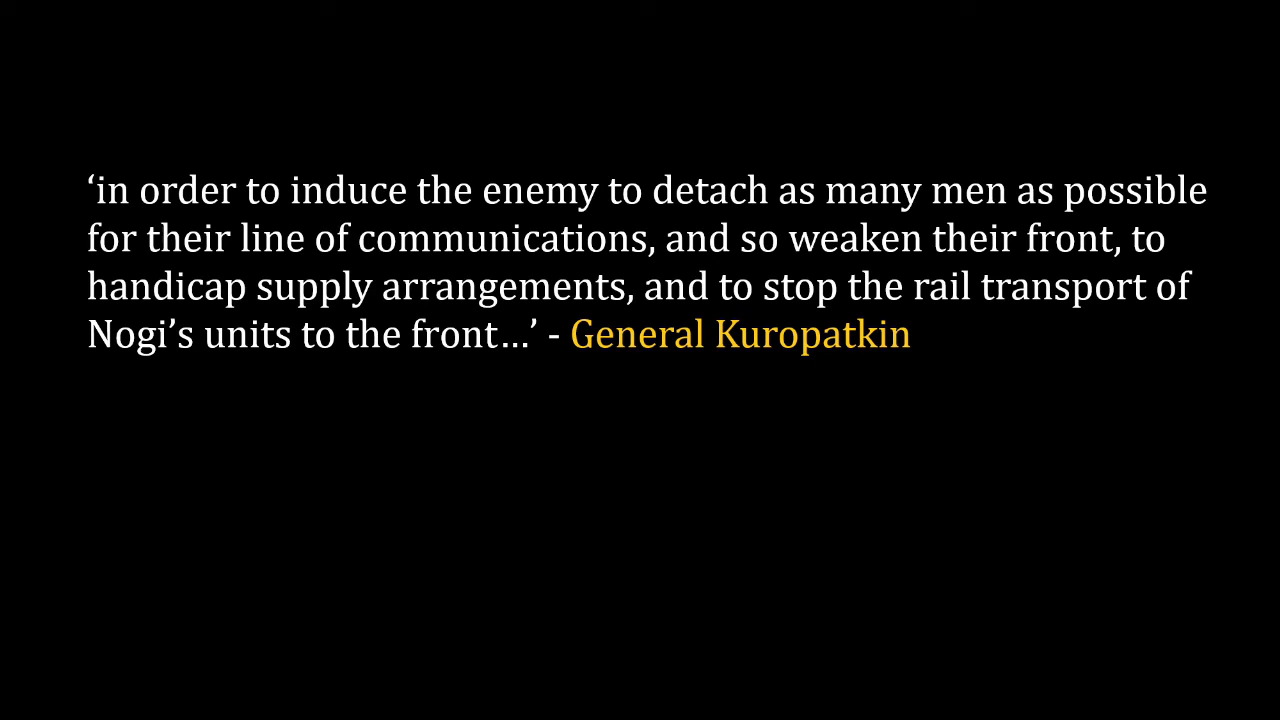 ‘in order to induce the enemy to detach as many men as possible
for their line of communications, and so weaken their front, to
handicap supply arrangements, and to stop the rail transport of
Nogi’s units to the front…’ - General Kuropatkin